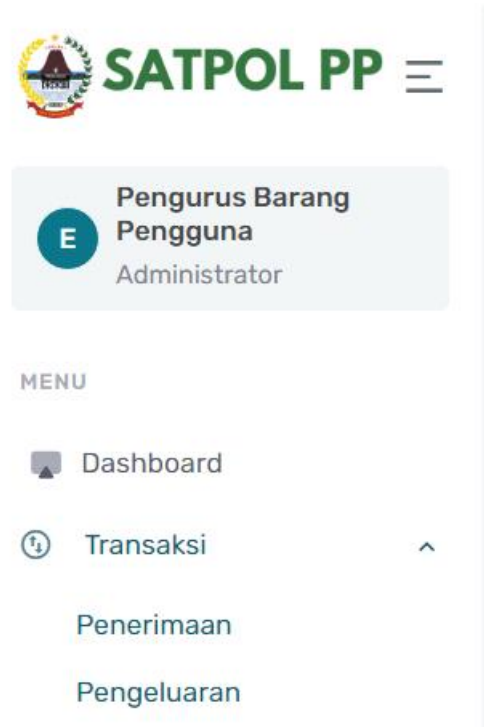 SATPOL PP
Pengurus Barang
Pengguna
E
Administrator
MENU
Dashboard
Transaksi
Penerimaan
Pengeluaran